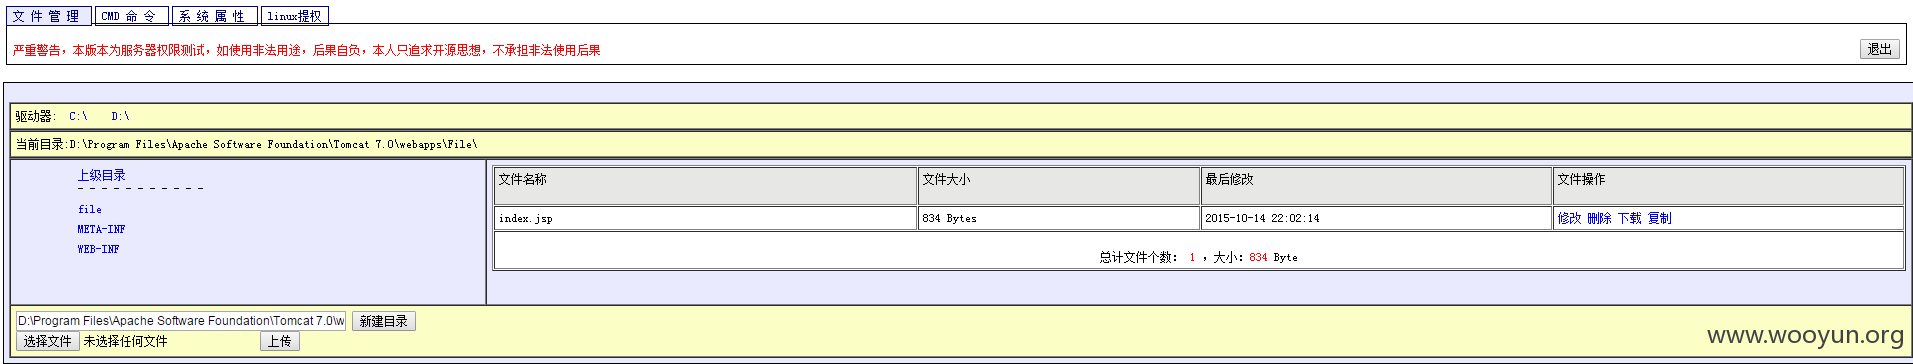 文件管理 CMD命令 系统属性 linux提权
严重警告，本版本为服务器权限测试，如使用非法用途，后果自负，本人只追求开源思想，不承担非法使用后果
退出
驱动器: C:\ D:\
当前目录:D:\Program Files\Apache Software Foundation\Tomcat 7.0\webapps\File\
上级目录
- - - - - - - - - - -
file
META-INF
WEB-INF
文件名称 文件大小 最后修改 文件操作
index.jsp 834 Bytes 2015-10-14 22:02:14 修改 删除 下载 复制
总计文件个数: 1 ，大小: 834 Byte
D:\Program Files\Apache Software Foundation\Tomcat 7.0\w 新建目录
选择文件 未选择任何文件 上传
www.wooyun.org